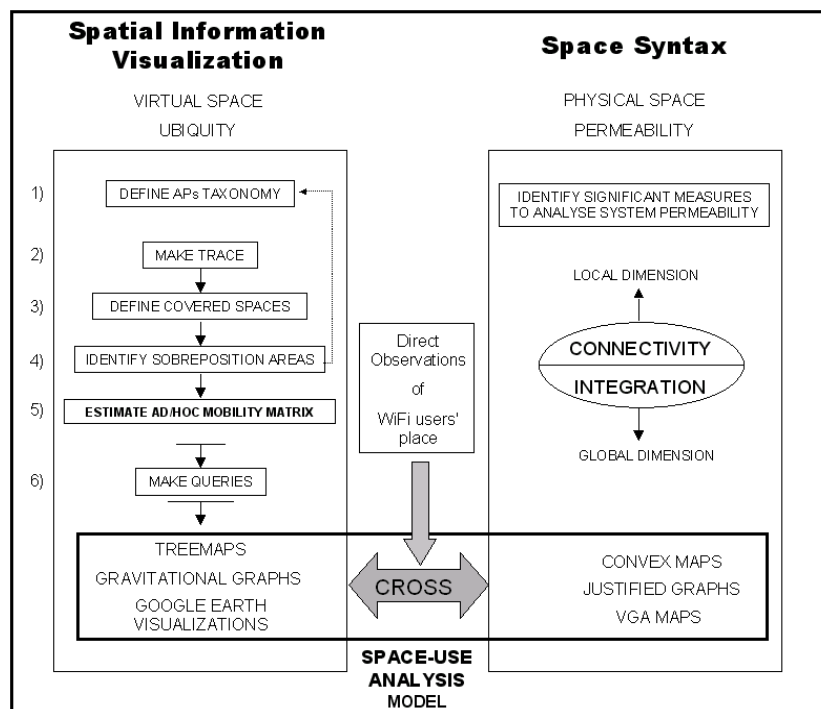 Spatial Information
Visualization
VIRTUAL SPACE
UBIQUITY
1)
DEFINE APs TAXONOMY
2)
MAKE TRACE
3)
DEFINE COVERED SPACES
4)
IDENTIFY SOBREPOSITION AREAS
5)
ESTIMATE AD/HOC MOBILITY MATRIX
6)
MAKE QUERIES
TREEMAPS
GRAVITATIONAL GRAPHS
GOOGLE EARTH
VISUALIZATIONS
Direct
Observations
of
WiFi users'
place
CROSS
SPACE-USE
ANALYSIS
MODEL
Space Syntax
PHYSICAL SPACE
PERMEABILITY
IDENTIFY SIGNIFICANT MEASURES
TO ANALYSE SYSTEM PERMEABILITY
LOCAL DIMENSION
CONNECTIVITY
INTEGRATION
GLOBAL DIMENSION
CONVEX MAPS
JUSTIFIED GRAPHS
VGA MAPS